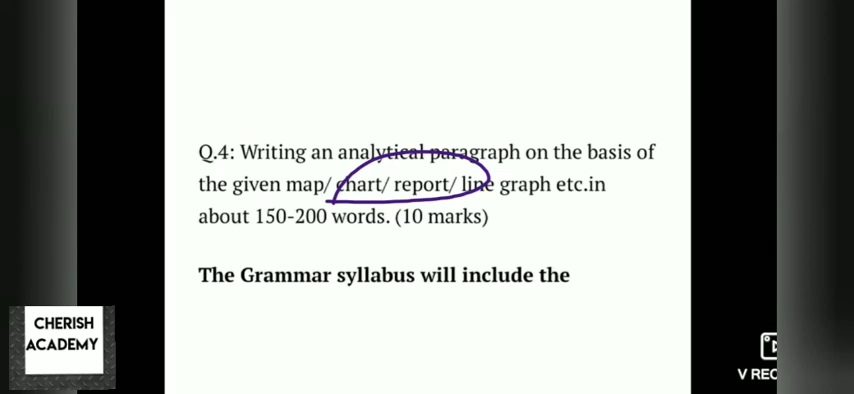 Q.4: Writing an analytical paragraph on the basis of
the given map/ chart/ report/ line graph etc.in
about 150-200 words. (10 marks)
The Grammar syllabus will include the
CHERISH
ACADEMY
V REC